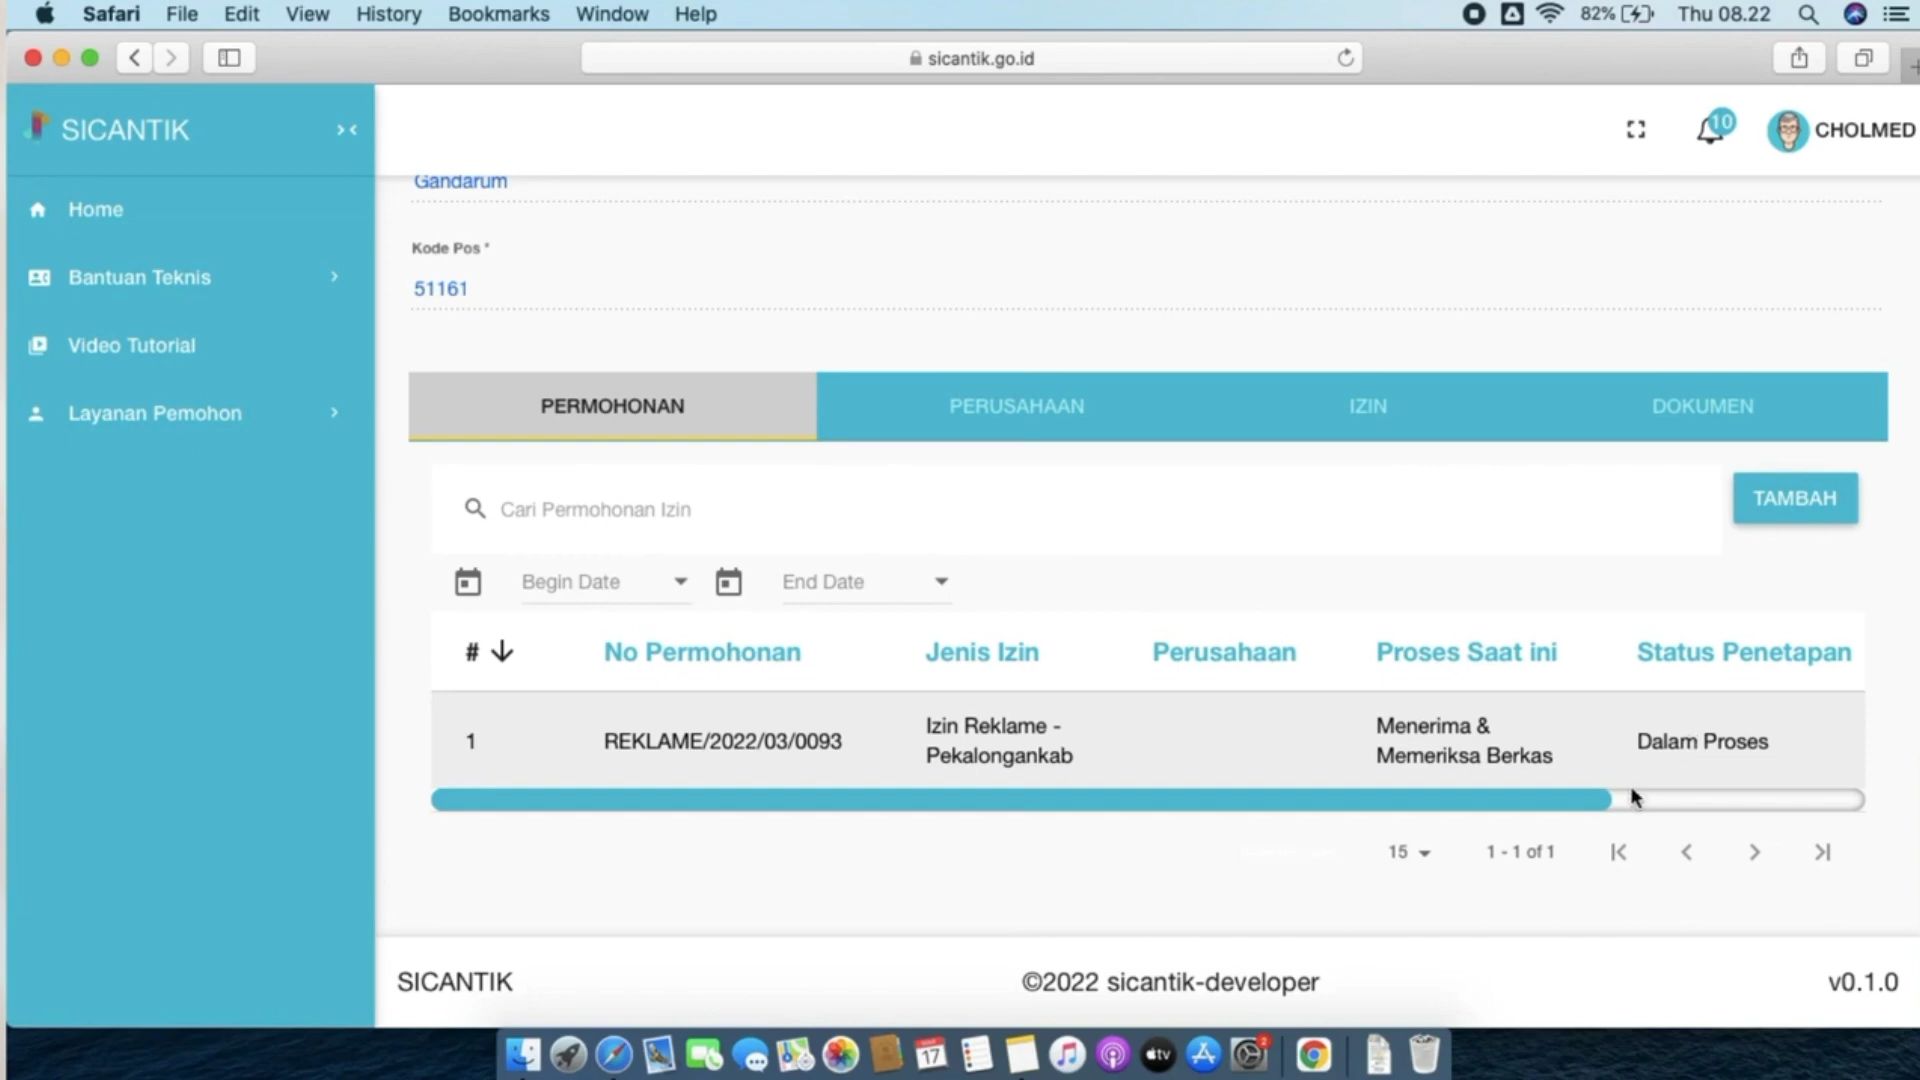 Safari File Edit View History Bookmarks Window Help 82% Thu 08.22
sicantik.go.id
SICANTIK
10
CHOLMED
Home
Bantuan Teknis
Video Tutorial
Layanan Pemohon
Gandarum
Kode Pos *
51161
PERMOHONAN PERUSAHAAN IZIN DOKUMEN
Cari Permohonan Izin
TAMBAH
Begin Date End Date
# No Permohonan Jenis Izin Perusahaan Proses Saat ini Status Penetapan
1 REKLAME/2022/03/0093 Izin Reklame - Pekalongankab Menerima & Memeriksa Berkas Dalam Proses
15 1 - 1 of 1
SICANTIK ©2022 sicantik-developer v0.1.0
17
tv
2